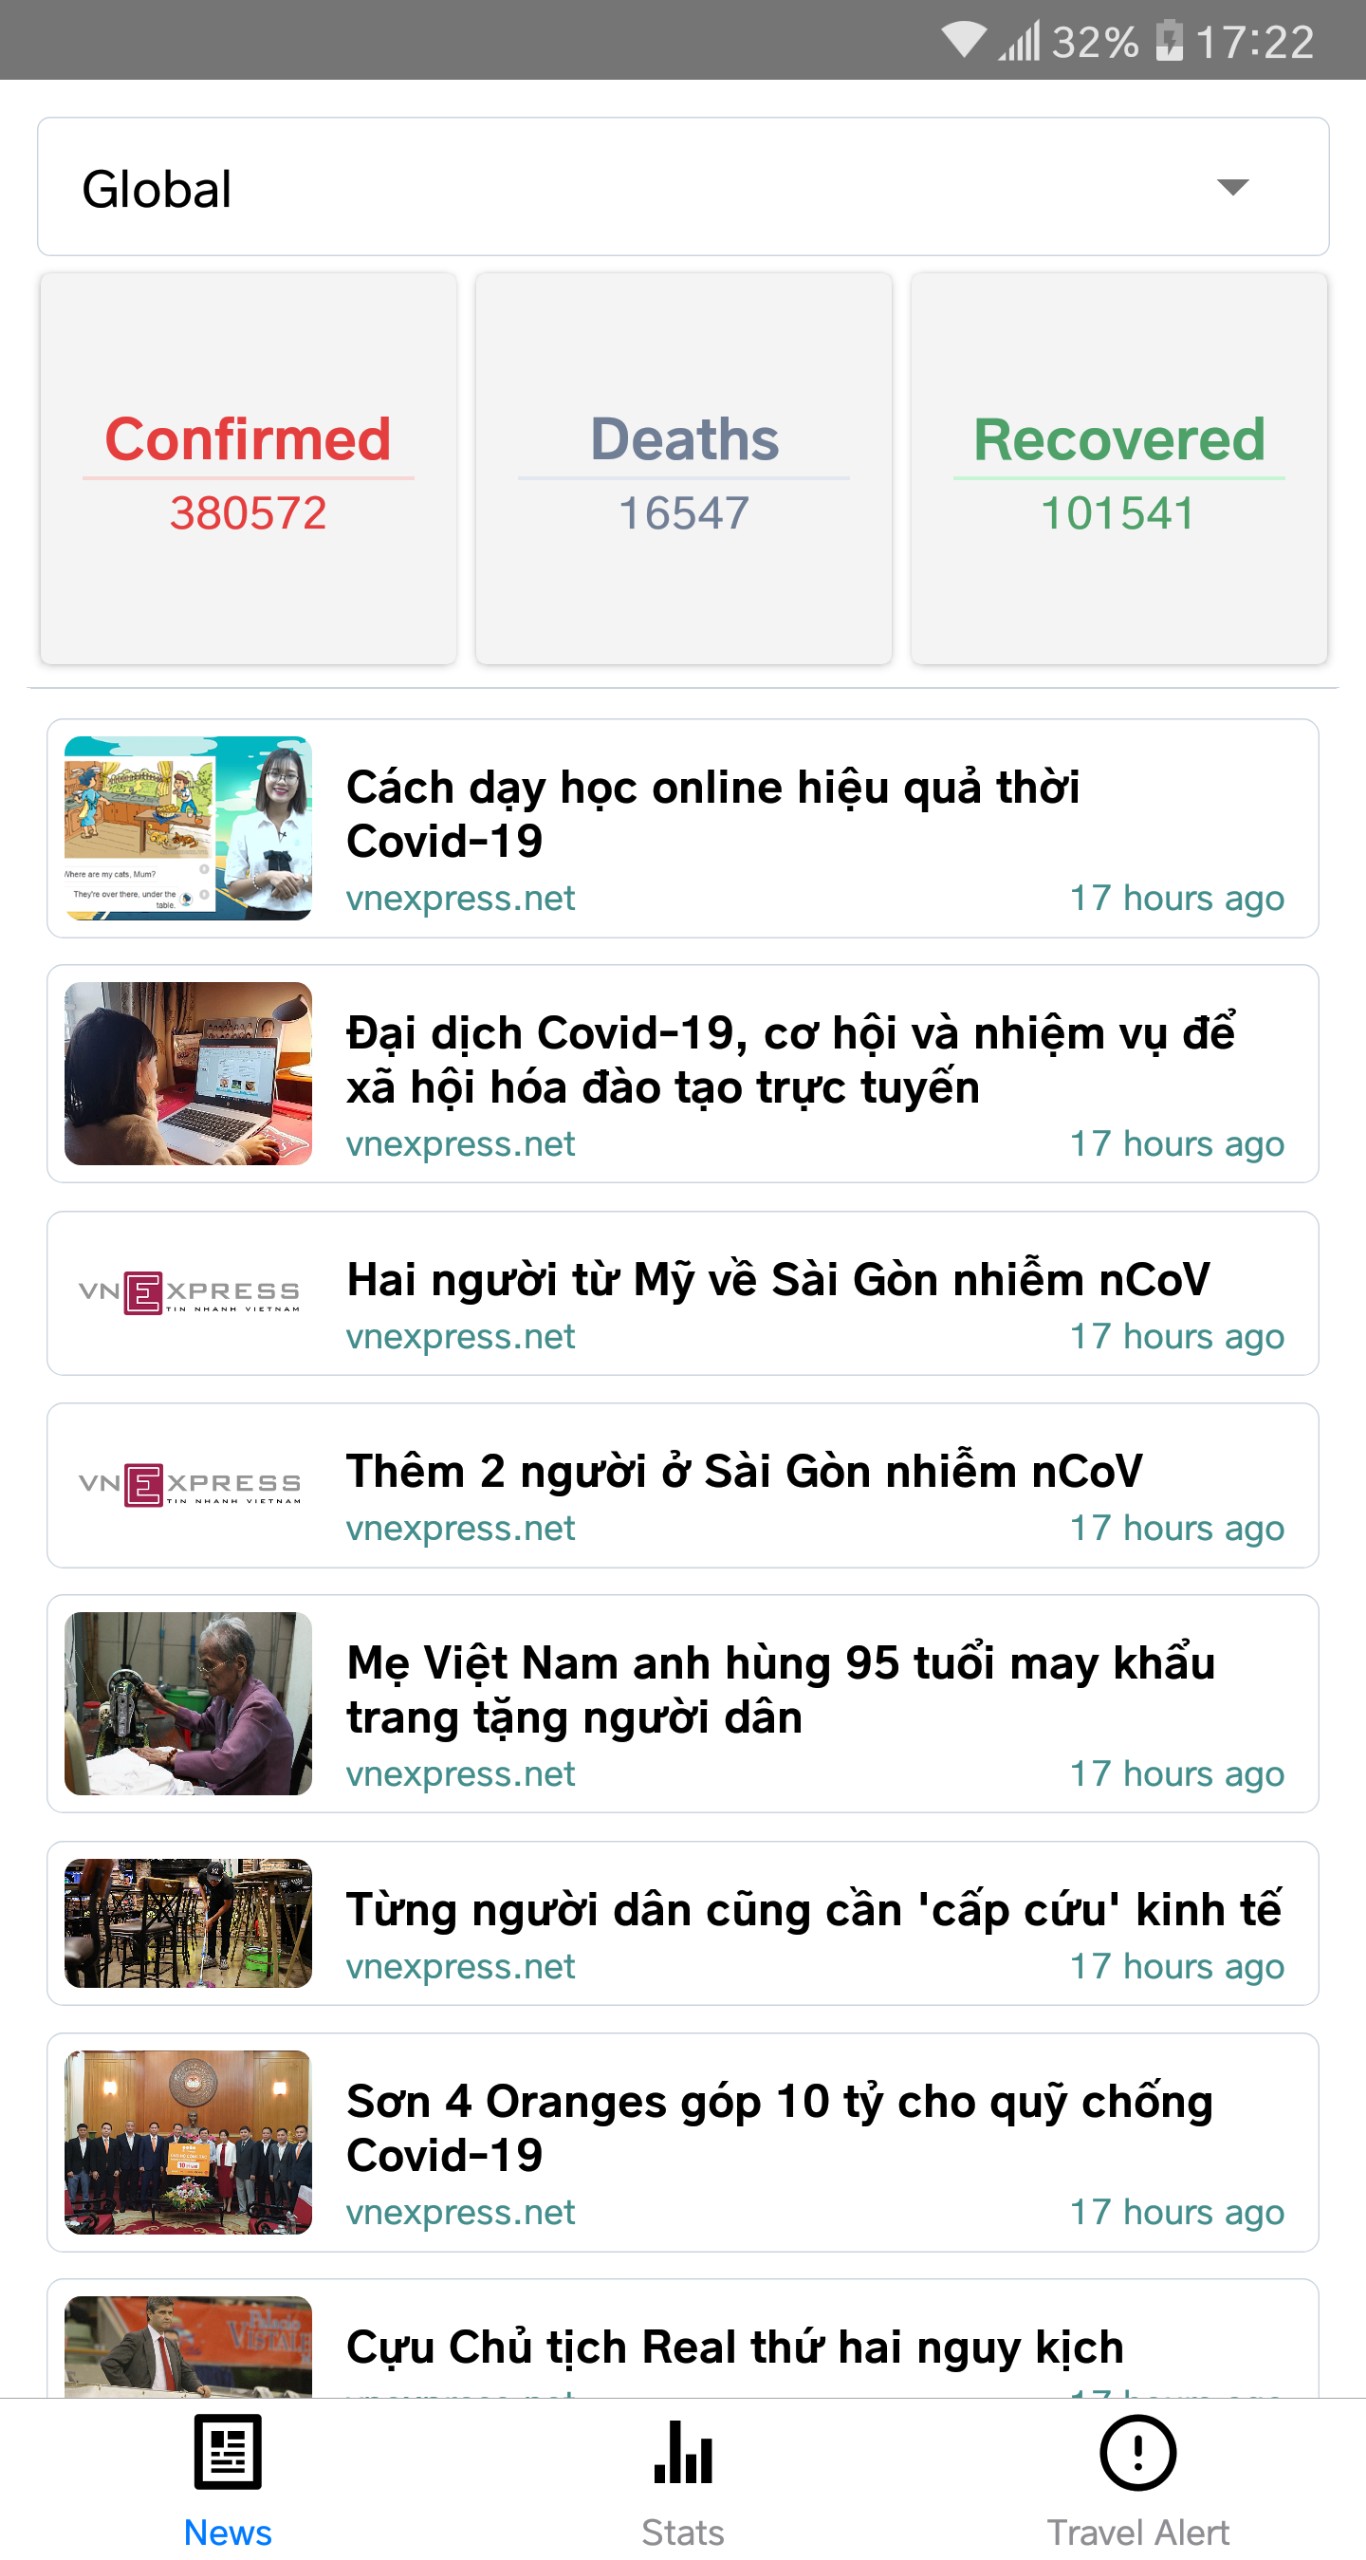 32% 17:22
Global
Confirmed
380572
Deaths
16547
Recovered
101541
Where are my cats, Mum?
They're over there, under the
table.
Cách dạy học online hiệu quả thời
Covid-19
vnexpress.net 17 hours ago
Đại dịch Covid-19, cơ hội và nhiệm vụ để
xã hội hóa đào tạo trực tuyến
vnexpress.net 17 hours ago
VNEXPRESS
TIN NHANH VIETNAM
Hai người từ Mỹ về Sài Gòn nhiễm nCoV
vnexpress.net 17 hours ago
VNEXPRESS
TIN NHANH VIETNAM
Thêm 2 người ở Sài Gòn nhiễm nCoV
vnexpress.net 17 hours ago
Mẹ Việt Nam anh hùng 95 tuổi may khẩu
trang tặng người dân
vnexpress.net 17 hours ago
Từng người dân cũng cần 'cấp cứu' kinh tế
vnexpress.net 17 hours ago
Sơn 4 Oranges góp 10 tỷ cho quỹ chống
Covid-19
vnexpress.net 17 hours ago
Palacio
VISTALE
Cựu Chủ tịch Real thứ hai nguy kịch
vnexpress.net 17 hours ago
News
Stats
Travel Alert